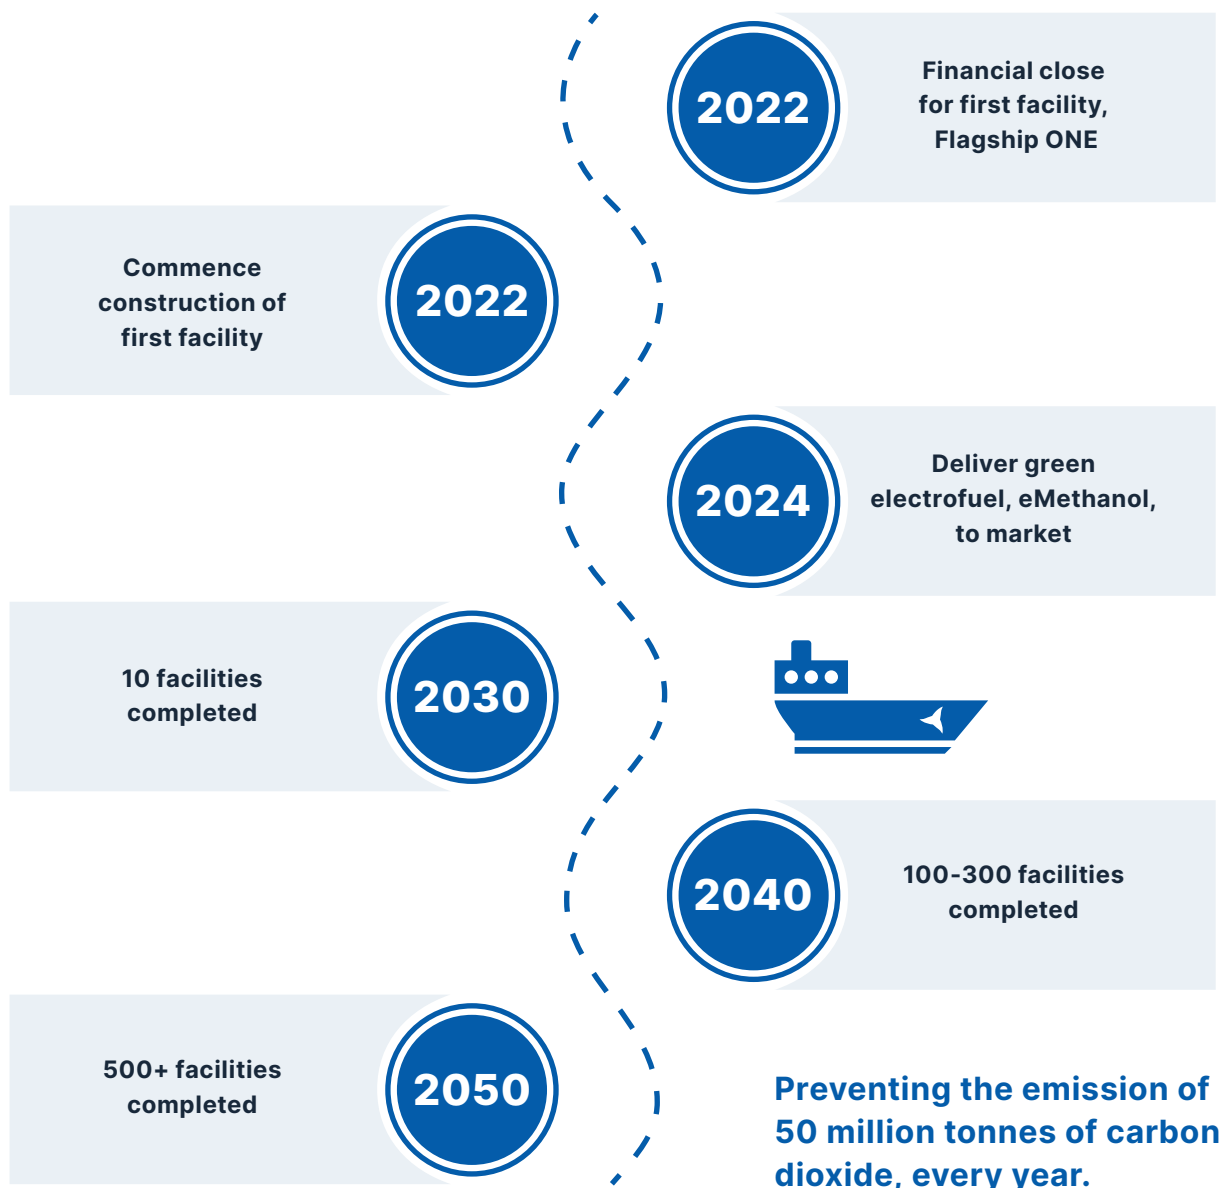 2022
Financial close
for first facility,
Flagship ONE
Commence
construction of
first facility
2022
2024
Deliver green
electrofuel, eMethanol,
to market
10 facilities
completed
2030
2040
100-300 facilities
completed
500+ facilities
completed
2050
Preventing the emission of
50 million tonnes of carbon
dioxide, every year.